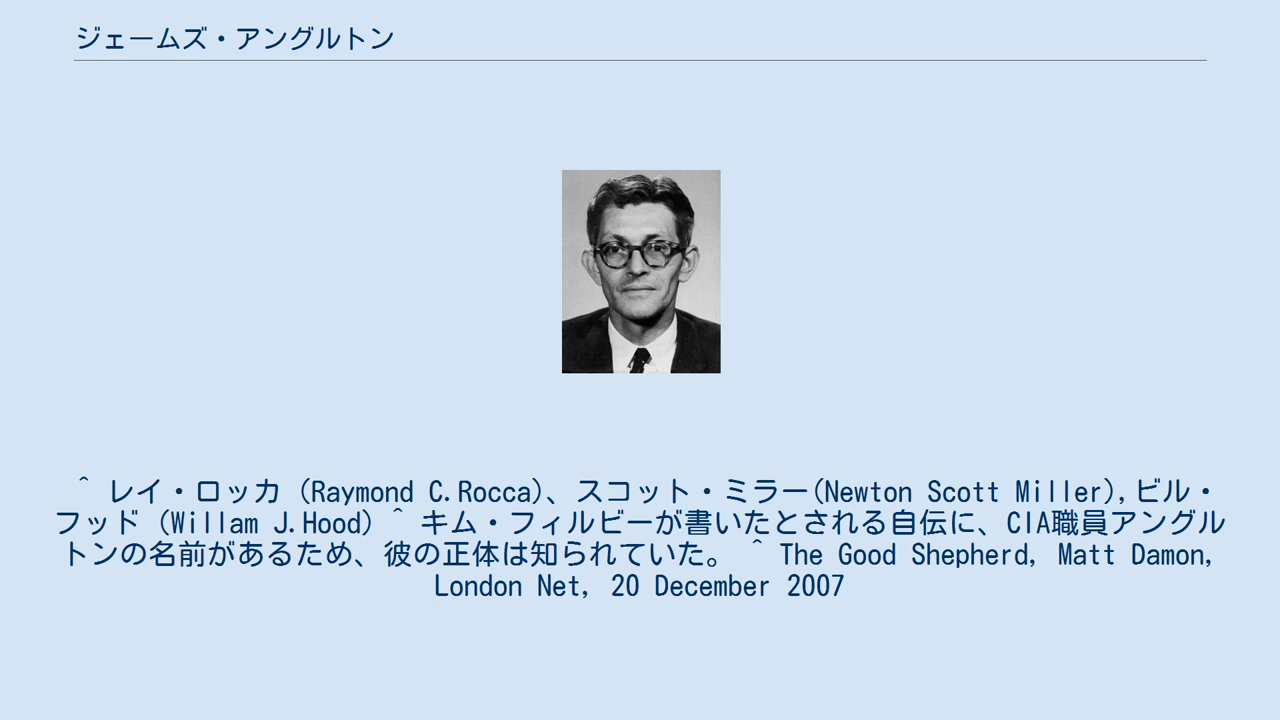 ジェームズ・アングルトン
^ レイ・ロッカ (Raymond C.Rocca)、スコット・ミラー(Newton Scott Miller),ビル・
フッド (Willam J.Hood) ^ キム・フィルビーが書いたとされる自伝に、CIA職員アングル
トンの名前があるため、彼の正体は知られていた。 ^ The Good Shepherd, Matt Damon,
London Net, 20 December 2007